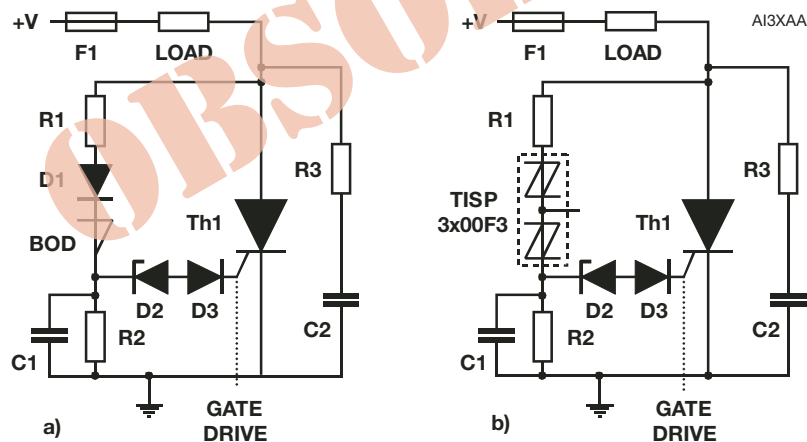 +V
F1
LOAD
R1
D1
BOD
Th1
R3
D2
D3
C1
R2
C2
GATE
DRIVE
a)
+V
F1
LOAD
AI3XAA
R1
TISP
3x00F3
Th1
R3
D2
D3
C1
R2
C2
GATE
DRIVE
b)